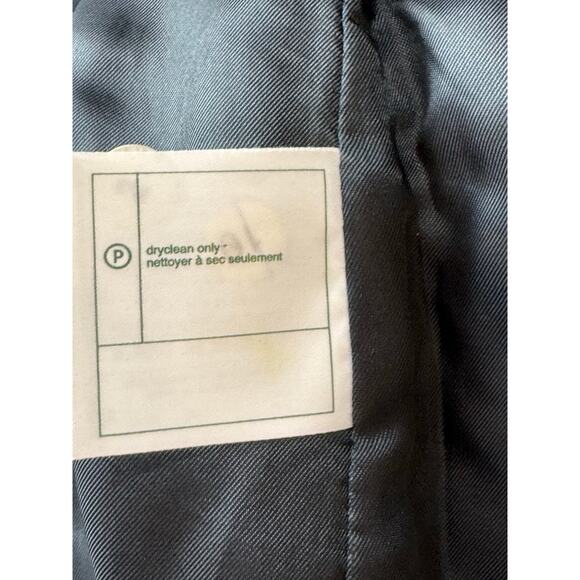 P
dryclean only -
nettoyer à sec seulement